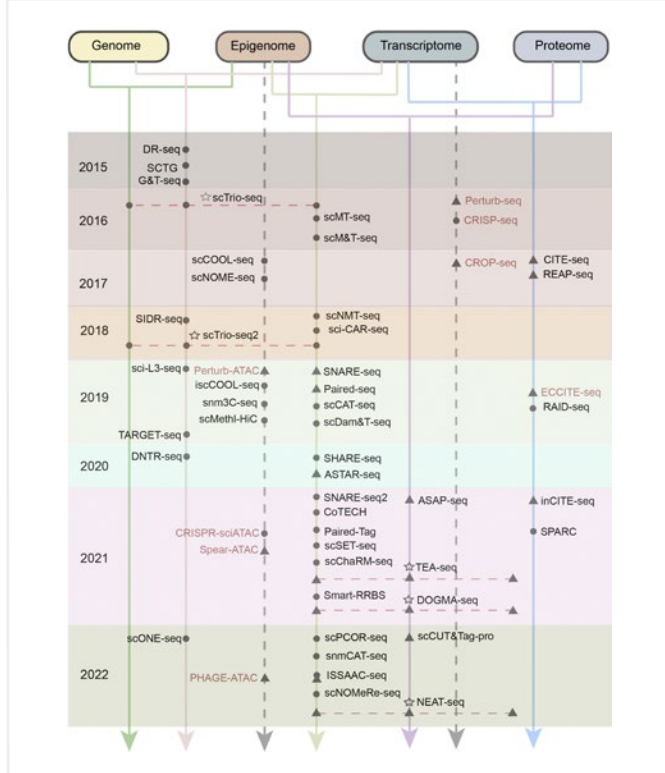 Genome Epigenome Transcriptome Proteome
DR-seq
2015
SCTG
G&T-seq
scTrio-seq
Perturb-seq
2016
scMT-seq
CRISP-seq
scM&T-seq
scCOOL-seq
CROP-seq
CITE-seq
2017
scNOME-seq
REAP-seq
SIDR-seq
scNMT-seq
2018
scTrio-seq2
sci-CAR-seq
sci-L3-seq
Perturb-ATAC
SNARE-seq
2019
iscCOOL-seq
Paired-seq
ECCITE-seq
snm3C-seq
scCAT-seq
RAID-seq
scMethl-HiC
scDam&T-seq
TARGET-seq
DNTR-seq
SHARE-seq
2020
ASTAR-seq
SNARE-seq2
ASAP-seq
inCITE-seq
CoTECH
CRISPR-sciATAC
Paired-Tag
SPARC
2021
Spear-ATAC
scSET-seq
scChaRM-seq
TEA-seq
Smart-RRBS
DOGMA-seq
scONE-seq
scPCOR-seq
scCUT&Tag-pro
snmCAT-seq
2022
PHAGE-ATAC
ISSAAC-seq
scNOMeRe-seq
NEAT-seq